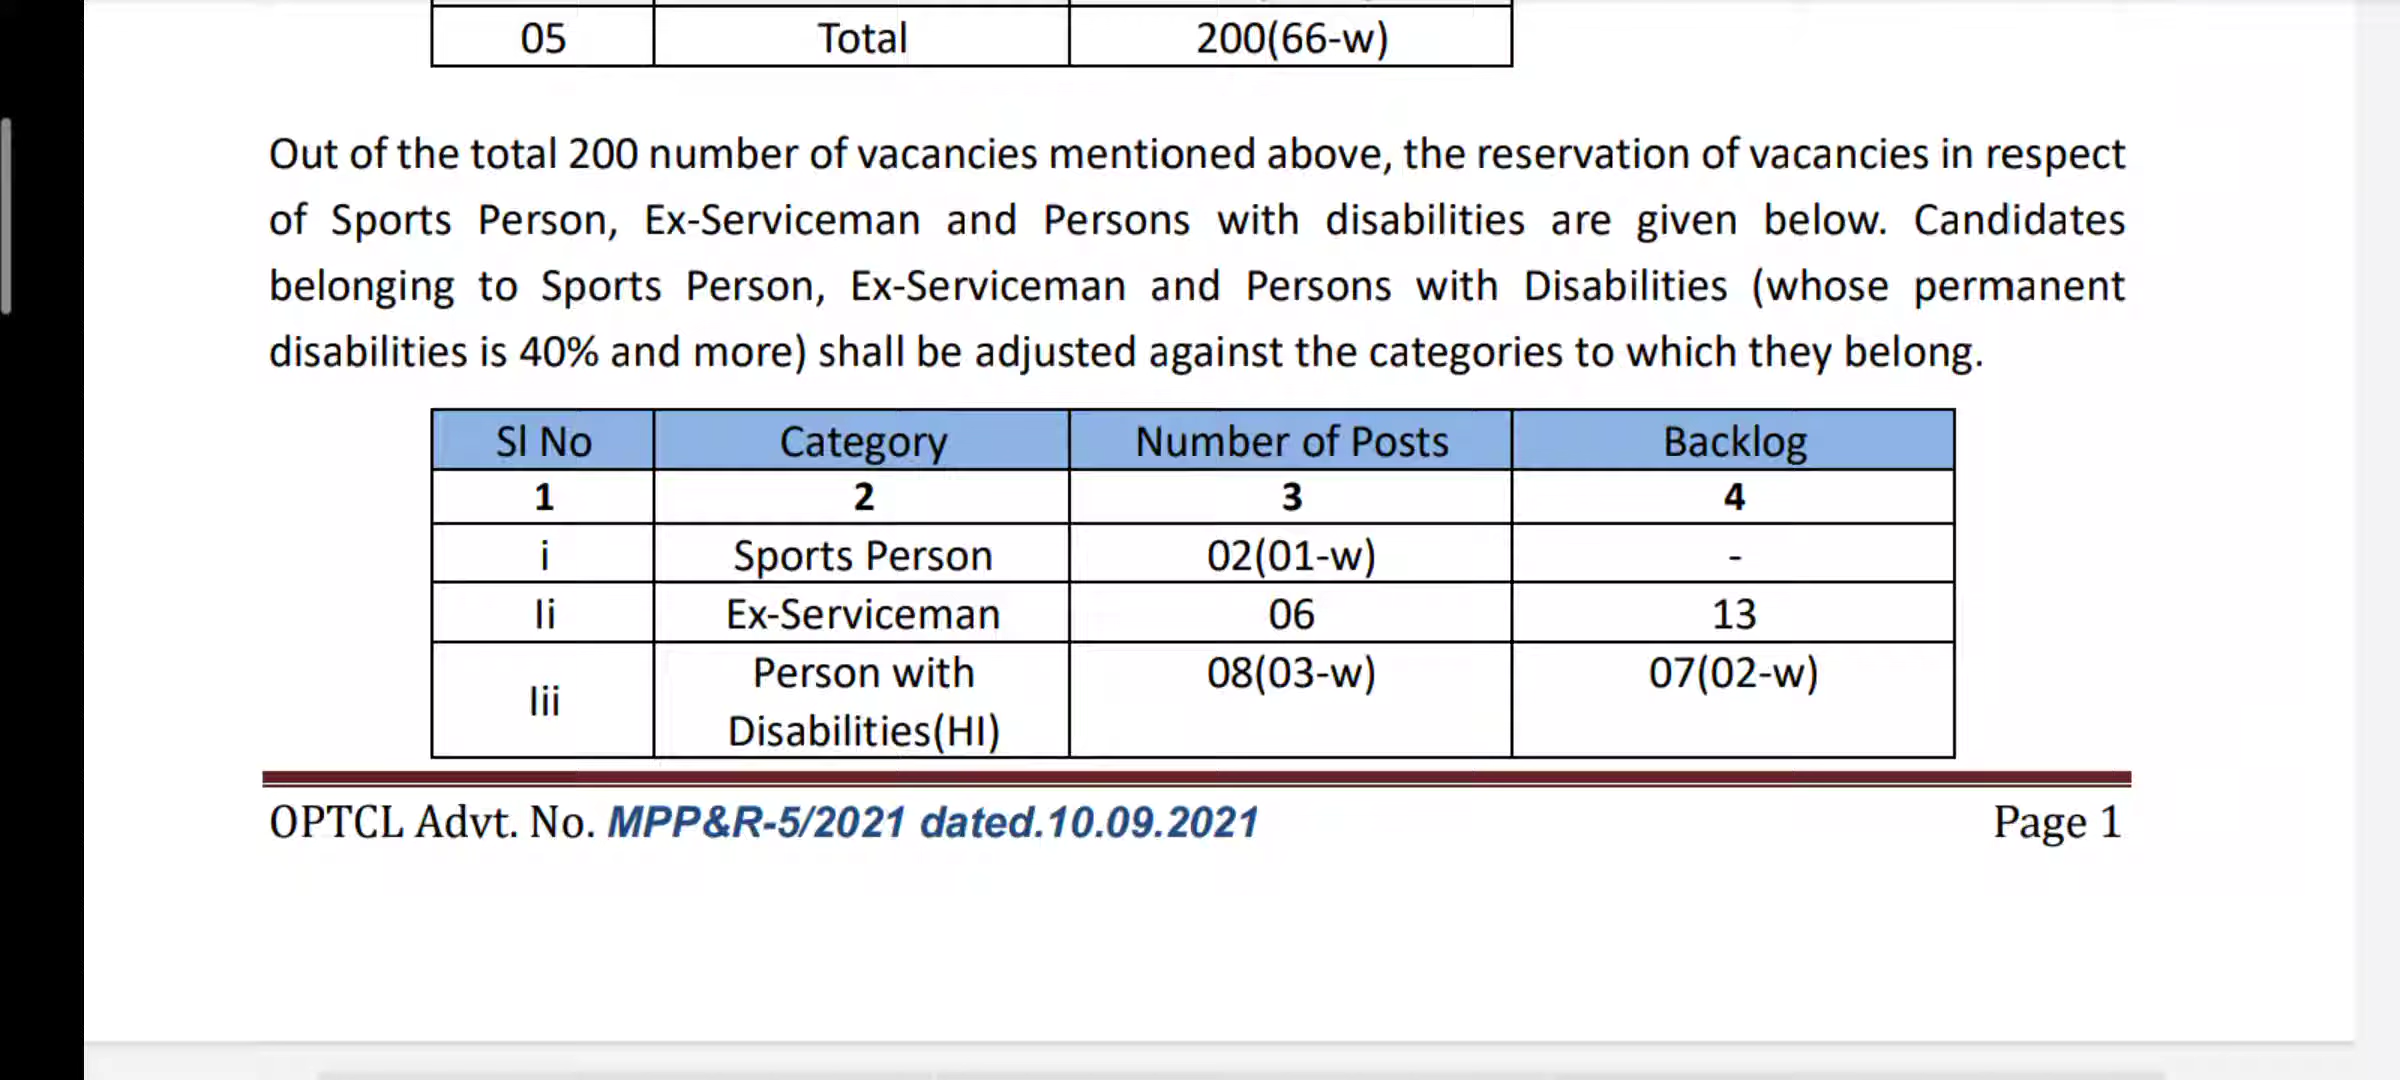 05 Total 200(66-w)
Out of the total 200 number of vacancies mentioned above, the reservation of vacancies in respect
of Sports Person, Ex-Serviceman and Persons with disabilities are given below. Candidates
belonging to Sports Person, Ex-Serviceman and Persons with Disabilities (whose permanent
disabilities is 40% and more) shall be adjusted against the categories to which they belong.
Sl No Category Number of Posts Backlog
1 2 3 4
i Sports Person 02(01-w) -
Ii Ex-Serviceman 06 13
Iii Person with Disabilities(HI) 08(03-w) 07(02-w)
OPTCL Advt. No. MPP&R-5/2021 dated.10.09.2021 Page 1